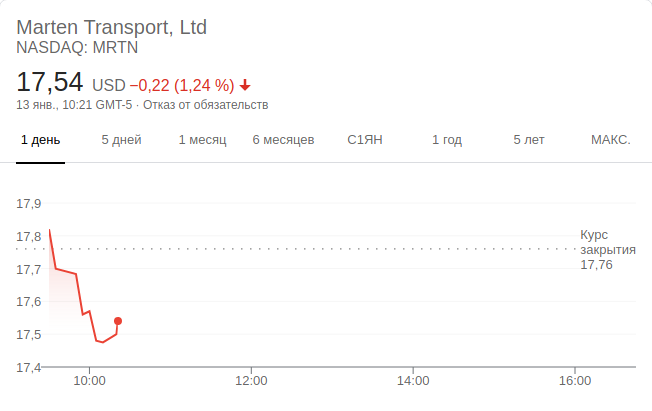 Marten Transport, Ltd
NASDAQ: MRTN
17,54 USD −0,22 (1,24 %)
13 янв., 10:21 GMT-5 · Отказ от обязательств
1 день 5 дней 1 месяц 6 месяцев С1ЯН 1 год 5 лет МАКС.
17,9
17,8
Курс
закрытия
17,76
17,7
17,6
17,5
17,4
10:00 12:00 14:00 16:00